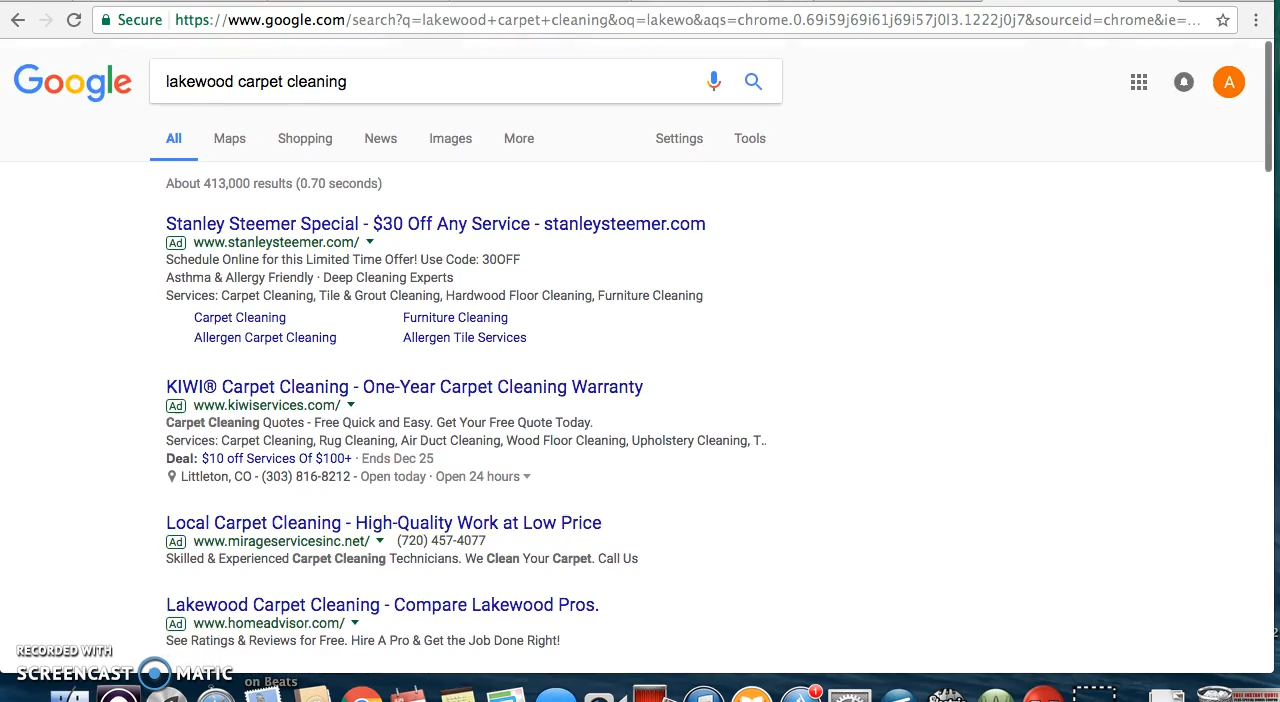 Secure https://www.google.com/search?q=lakewood+carpet+cleaning&oq=lakewo&aqs=chrome.0.69i59j69i61j69i57j0l3.1222j0j7&sourceid=chrome&ie=...
Google lakewood carpet cleaning A
All Maps Shopping News Images More Settings Tools
About 413,000 results (0.70 seconds)
Stanley Steemer Special - $30 Off Any Service - stanleysteemer.com
Ad www.stanleysteemer.com/
Schedule Online for this Limited Time Offer! Use Code: 30OFF
Asthma & Allergy Friendly · Deep Cleaning Experts
Services: Carpet Cleaning, Tile & Grout Cleaning, Hardwood Floor Cleaning, Furniture Cleaning
Carpet Cleaning Furniture Cleaning
Allergen Carpet Cleaning Allergen Tile Services
KIWI® Carpet Cleaning - One-Year Carpet Cleaning Warranty
Ad www.kiwiservices.com/
Carpet Cleaning Quotes - Free Quick and Easy. Get Your Free Quote Today.
Services: Carpet Cleaning, Rug Cleaning, Air Duct Cleaning, Wood Floor Cleaning, Upholstery Cleaning, T..
Deal: $10 off Services Of $100+ · Ends Dec 25
Littleton, CO - (303) 816-8212 - Open today · Open 24 hours
Local Carpet Cleaning - High-Quality Work at Low Price
Ad www.mirageservicesinc.net/ (720) 457-4077
Skilled & Experienced Carpet Cleaning Technicians. We Clean Your Carpet. Call Us
Lakewood Carpet Cleaning - Compare Lakewood Pros.
Ad www.homeadvisor.com/
See Ratings & Reviews for Free. Hire A Pro & Get the Job Done Right!
RECORDED WITH
SCREENCAST MATIC
on Beats
1